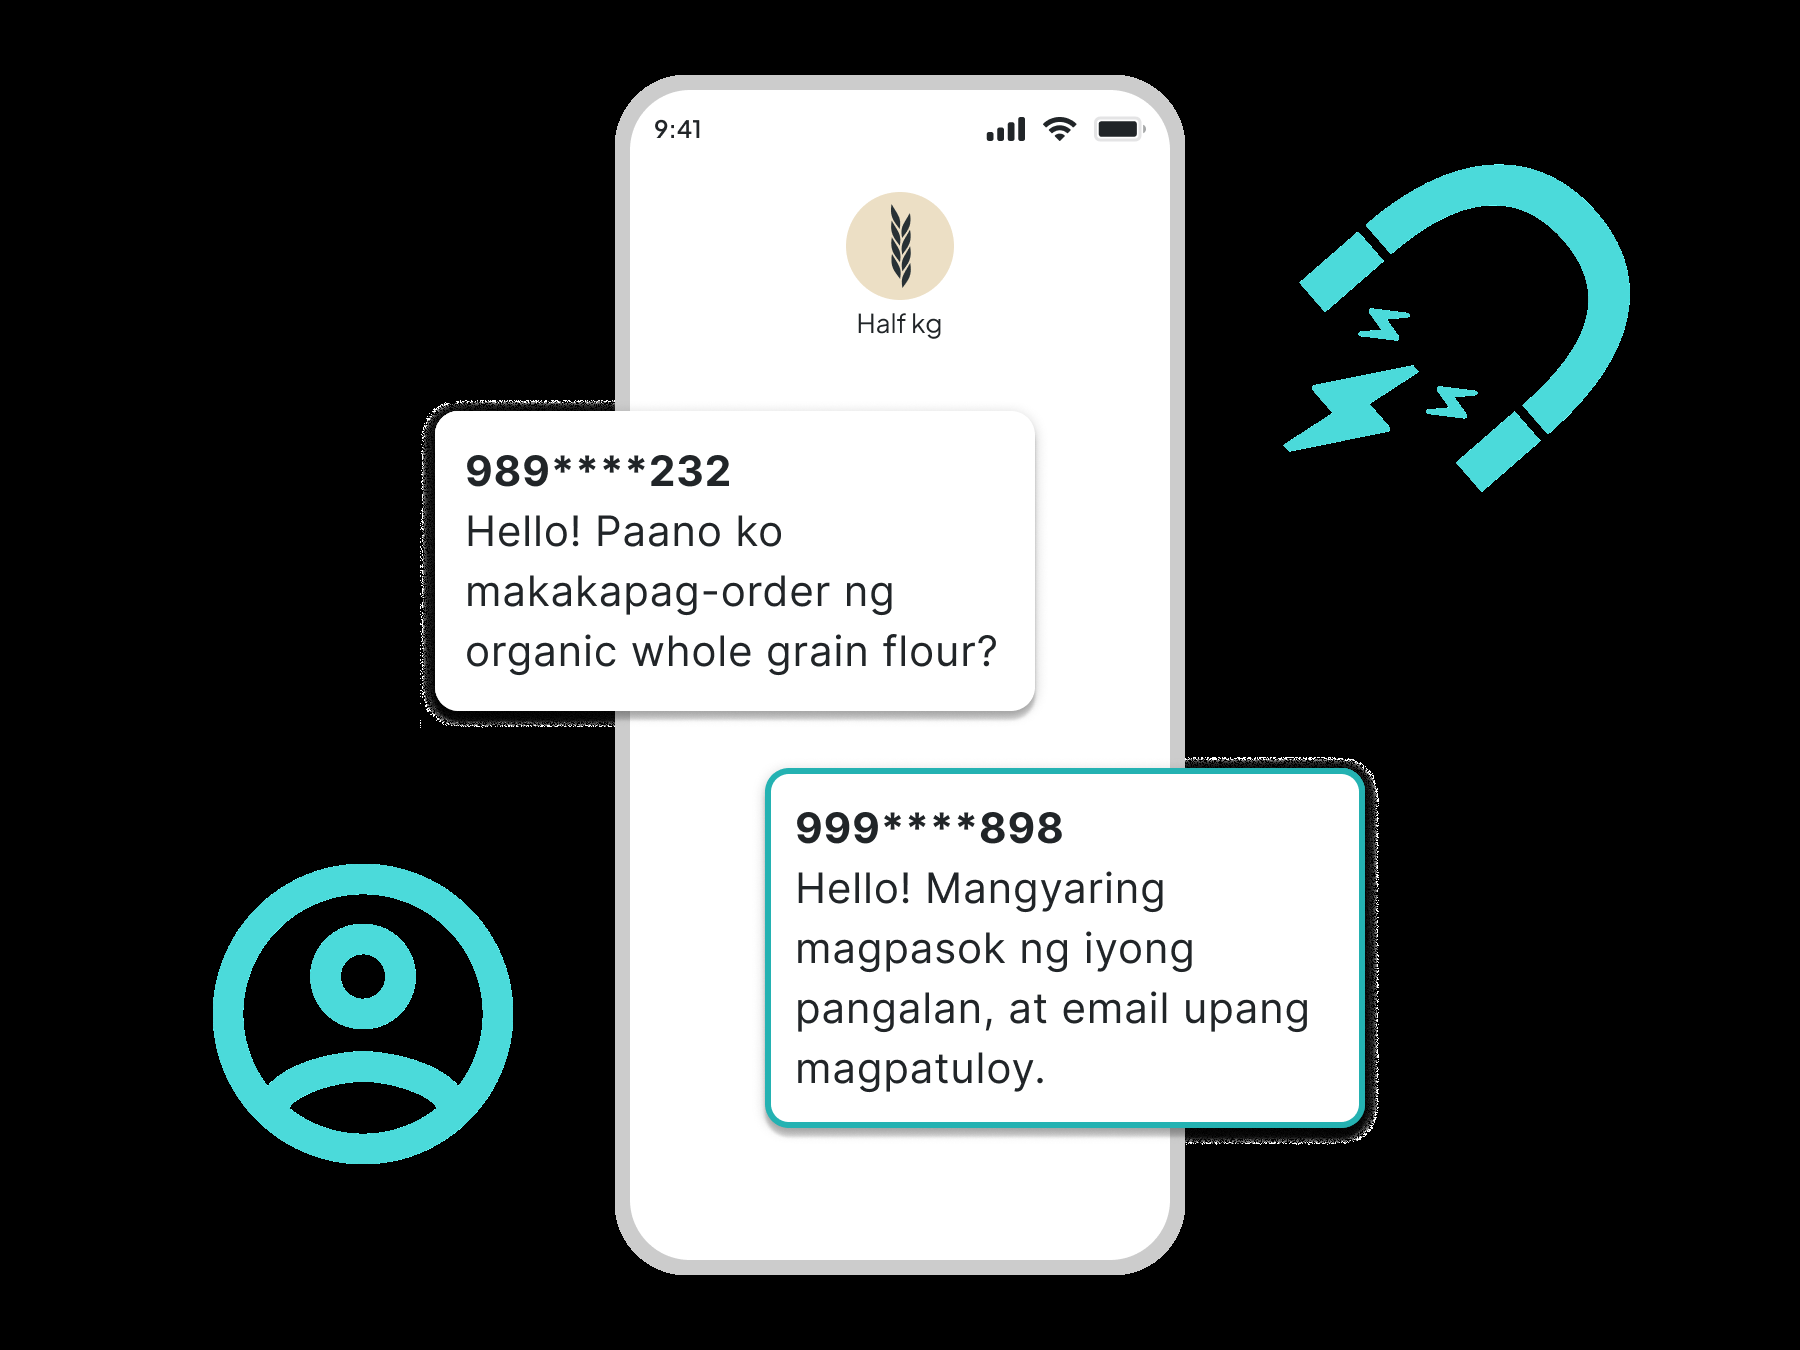 9:41
Half kg
989****232
Hello! Paano ko
makakapag-order ng
organic whole grain flour?
999****898
Hello! Mangyaring
magpasok ng iyong
pangalan, at email upang
magpatuloy.